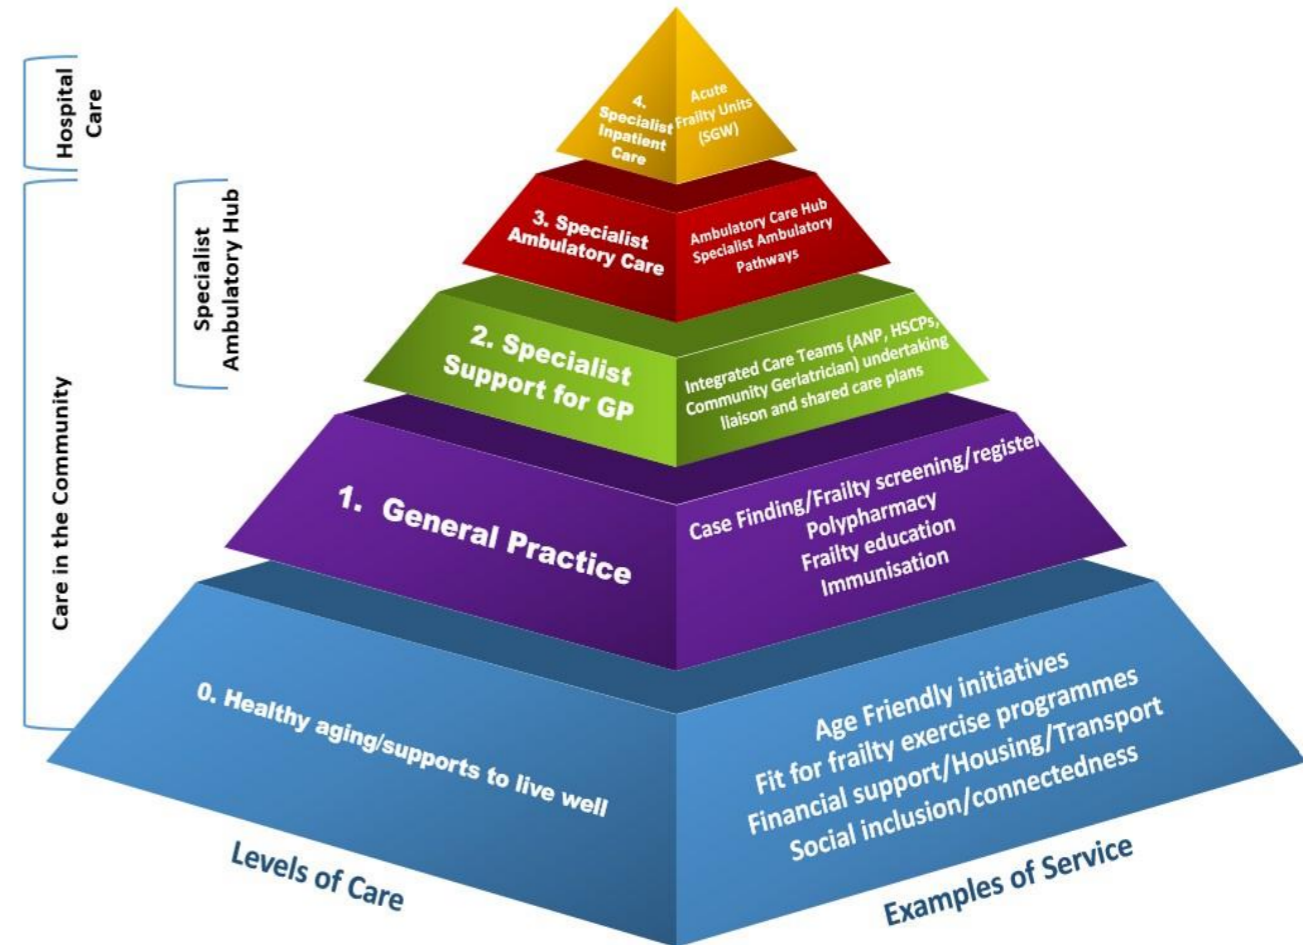 Hospital
Care
Specialist
Ambulatory Hub
Care in the Community
4.
Specialist
Inpatient
Care
Acute
Frailty Units
(SGW)
3. Specialist
Ambulatory Care
Ambulatory Care Hub
Specialist Ambulatory
Pathways
2. Specialist
Support for GP
Integrated Care Teams (ANP, HSCPs,
Community Geriatrician) undertaking
liaison and shared care plans
1. General Practice
Case Finding/Frailty screening/register
Polypharmacy
Frailty education
Immunisation
0. Healthy aging/supports to live well
Age Friendly initiatives
Fit for frailty exercise programmes
Financial support/Housing/Transport
Social inclusion/connectedness
Levels of Care
Examples of Service